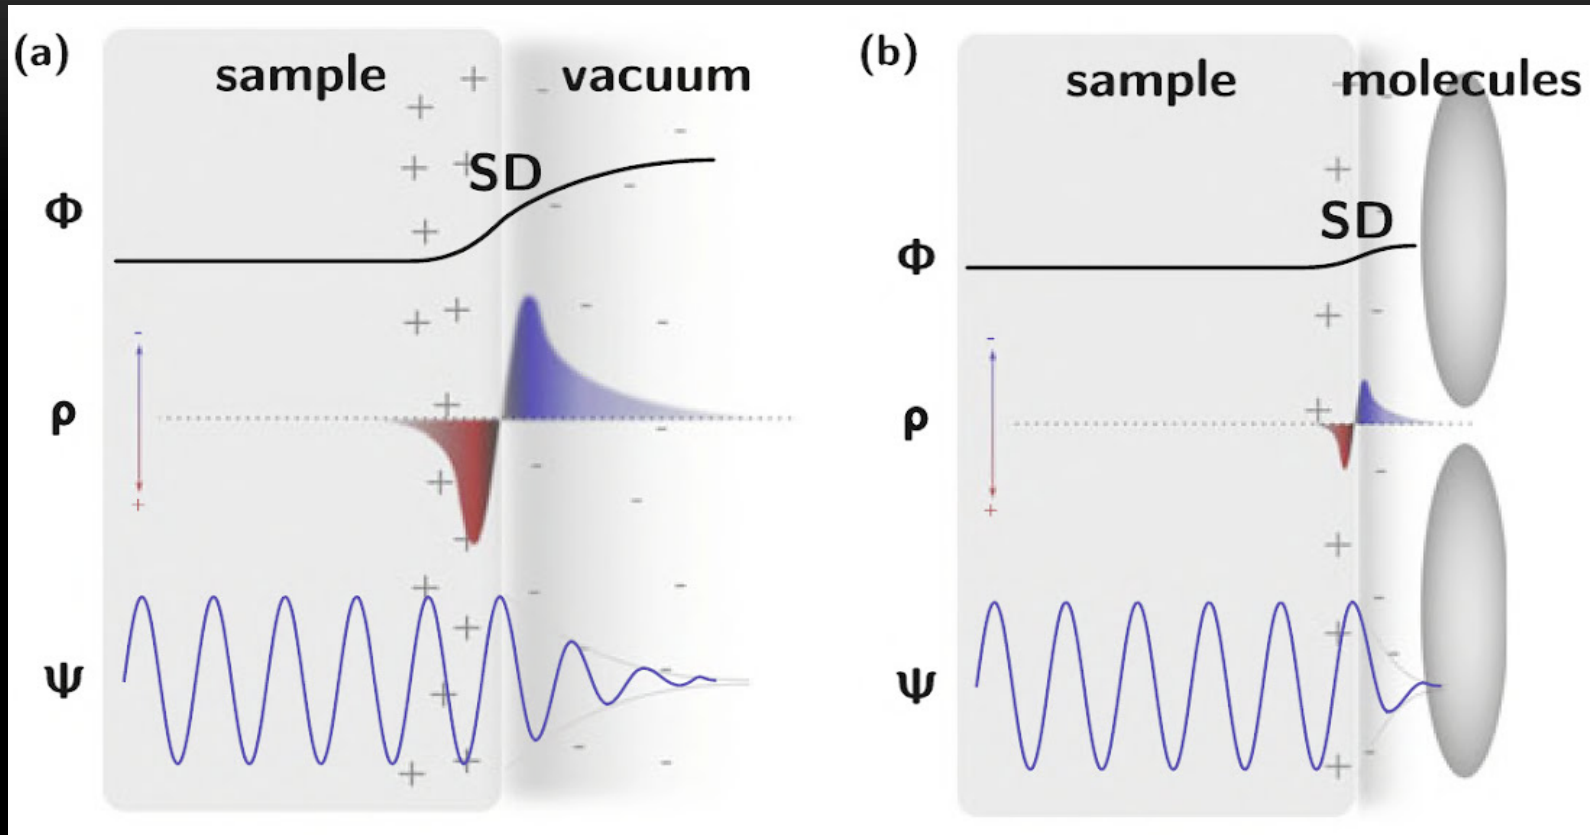 (a)
sample
vacuum
SD
Φ
-
ρ
+
ψ
(b)
sample
molecules
SD
Φ
-
ρ
+
ψ